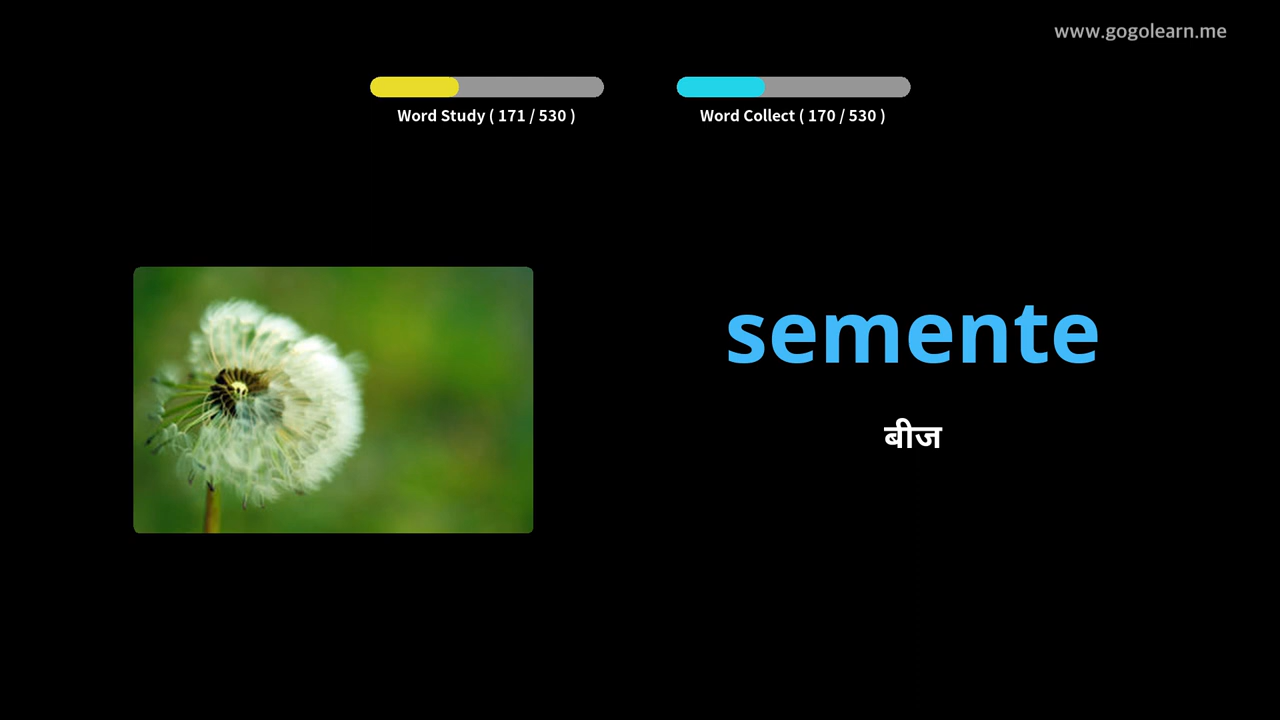 www.gogolearn.me
Word Study ( 171 / 530 )
Word Collect ( 170 / 530 )
semente
बीज